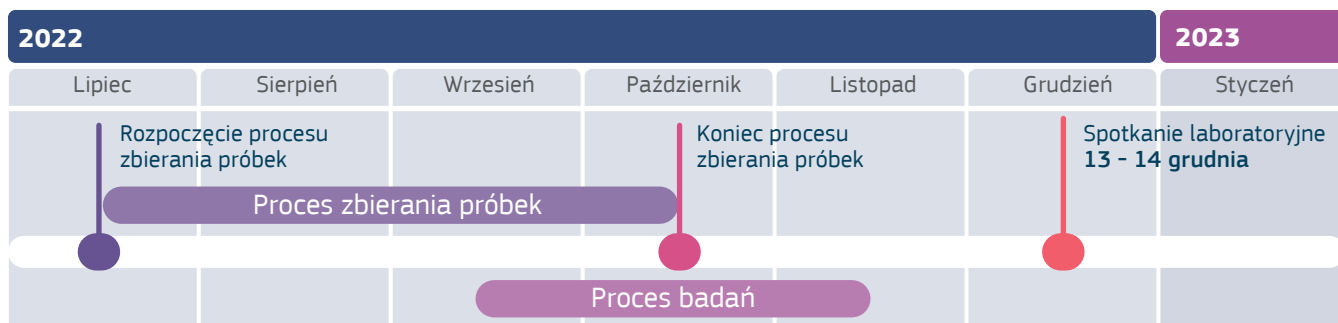 2022
2023
Lipiec
Sierpień
Wrzesień
Październik
Listopad
Grudzień
Styczeń
Rozpoczęcie procesu
zbierania próbek
Koniec procesu
zbierania próbek
Spotkanie laboratoryjne
13 - 14 grudnia
Proces zbierania próbek
Proces badań